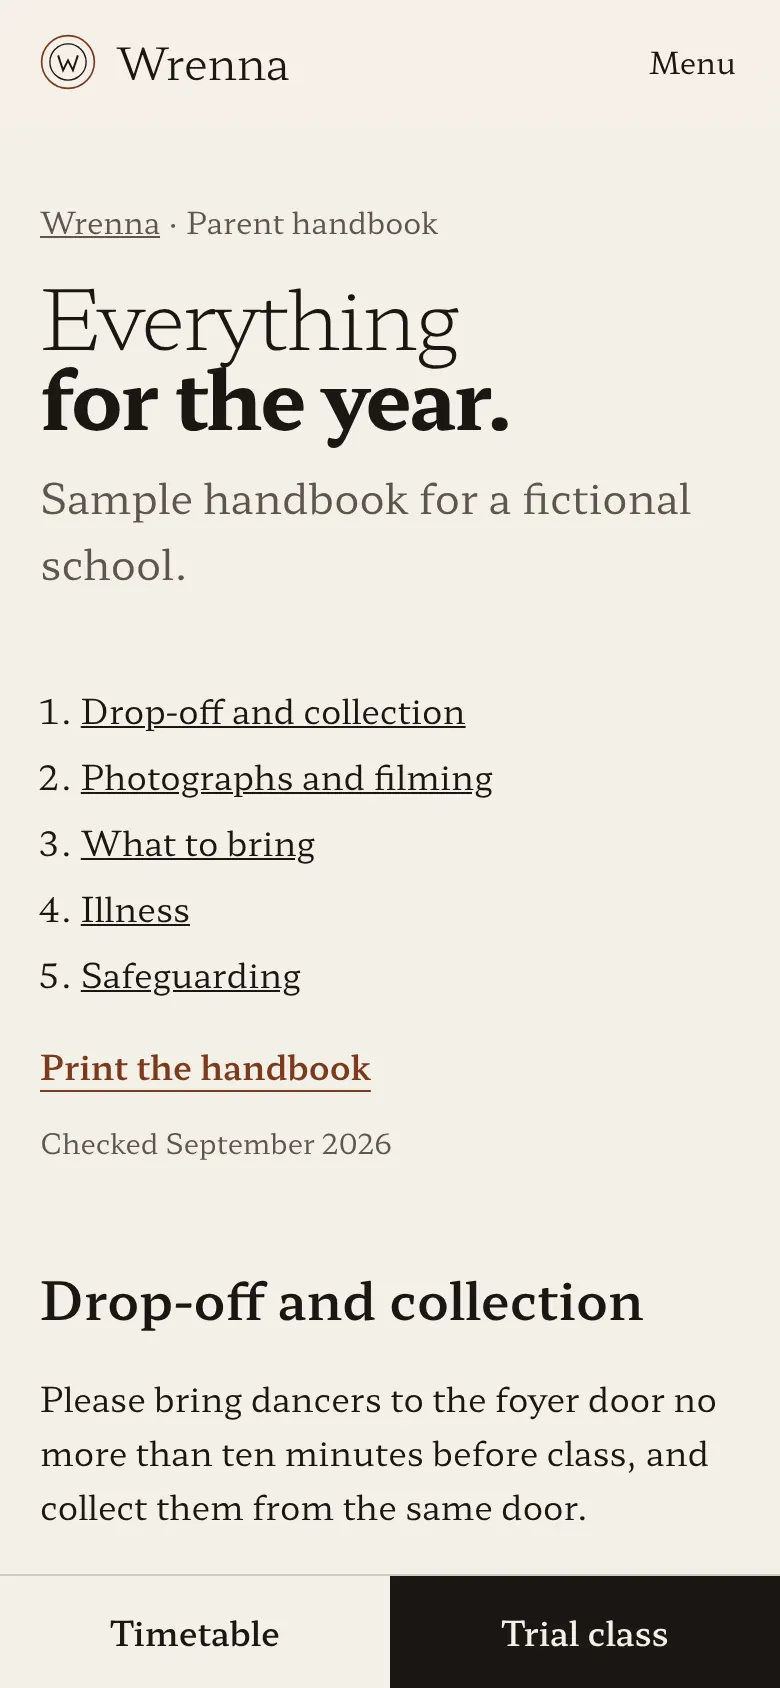 W Wrenna Menu
Wrenna · Parent handbook
Everything
for the year.
Sample handbook for a fictional
school.
1. Drop-off and collection
2. Photographs and filming
3. What to bring
4. Illness
5. Safeguarding
Print the handbook
Checked September 2026
Drop-off and collection
Please bring dancers to the foyer door no
more than ten minutes before class, and
collect them from the same door.
Timetable Trial class